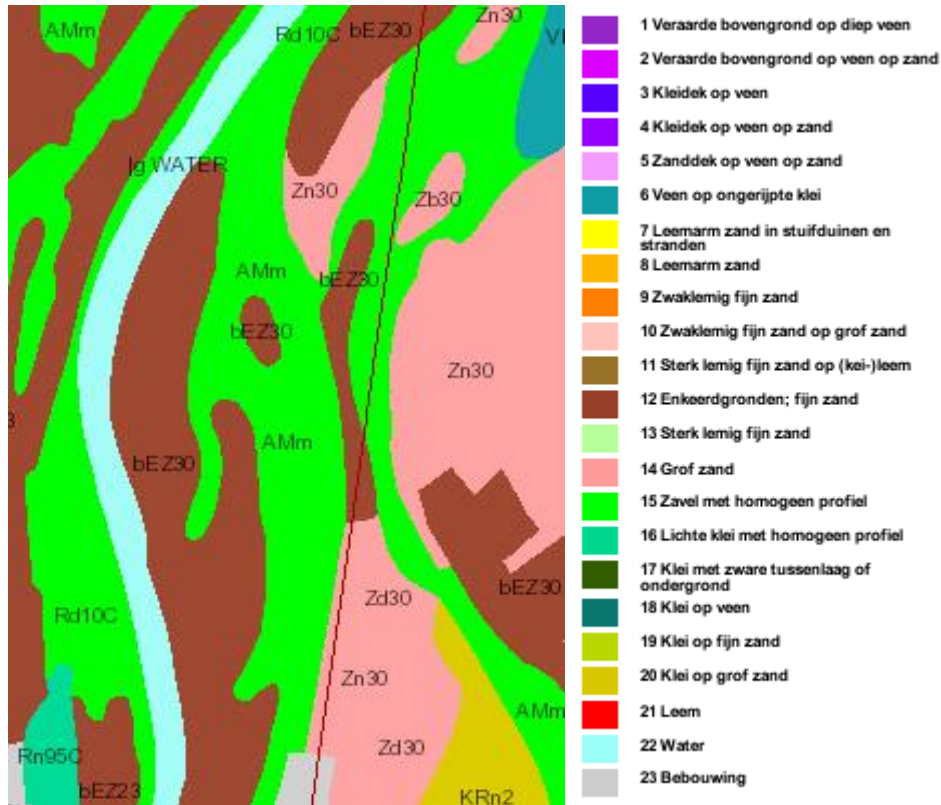 AMm
Rd10C
bEZ30
Zn30
Jg WATER
Zn30
Zb30
AMm
bEZ30
bEZ30
Zn30
AMm
bEZ30
Zd30
bEZ30
Rd10C
Zn30
AMm
Zd30
Rn95C
bEZ23
KRn2
1 Veraarde bovengrond op diep veen
2 Veraarde bovengrond op veen op zand
3 Kleidek op veen
4 Kleidek op veen op zand
5 Zanddek op veen op zand
6 Veen op ongerijpte klei
7 Leemarm zand in stuifduinen en
stranden
8 Leemarm zand
9 Zwaklemig fijn zand
10 Zwaklemig fijn zand op grof zand
11 Sterk lemig fijn zand op (kei-)leem
12 Enkeerdgronden; fijn zand
13 Sterk lemig fijn zand
14 Grof zand
15 Zavel met homogeen profiel
16 Lichte klei met homogeen profiel
17 Klei met zware tussenlaag of
ondergrond
18 Klei op veen
19 Klei op fijn zand
20 Klei op grof zand
21 Leem
22 Water
23 Bebouwing